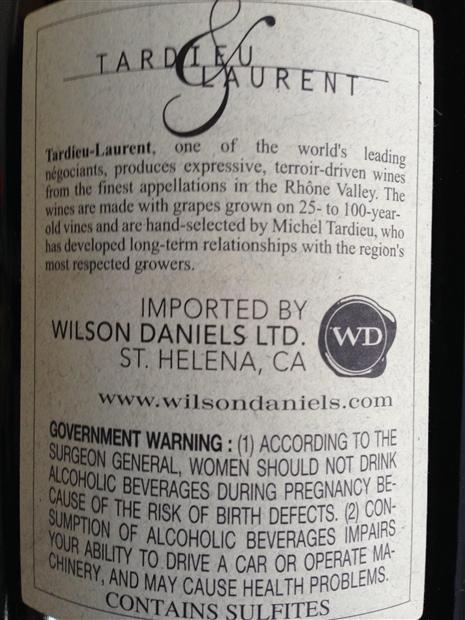 TARDIEU
&
LAURENT
Tardieu-Laurent, one of the world's leading
négociants, produces expressive, terroir-driven wines
from the finest appellations in the Rhône Valley. The
wines are made with grapes grown on 25- to 100-year-
old vines and are hand-selected by Michel Tardieu, who
has developed long-term relationships with the region's
most respected growers.
IMPORTED BY
WILSON DANIELS LTD.
ST. HELENA, CA
WD
www.wilsondaniels.com
GOVERNMENT WARNING : (1) ACCORDING TO THE
SURGEON GENERAL, WOMEN SHOULD NOT DRINK
ALCOHOLIC BEVERAGES DURING PREGNANCY BE-
CAUSE OF THE RISK OF BIRTH DEFECTS. (2) CON-
SUMPTION OF ALCOHOLIC BEVERAGES IMPAIRS
YOUR ABILITY TO DRIVE A CAR OR OPERATE MA-
CHINERY, AND MAY CAUSE HEALTH PROBLEMS.
CONTAINS SULFITES